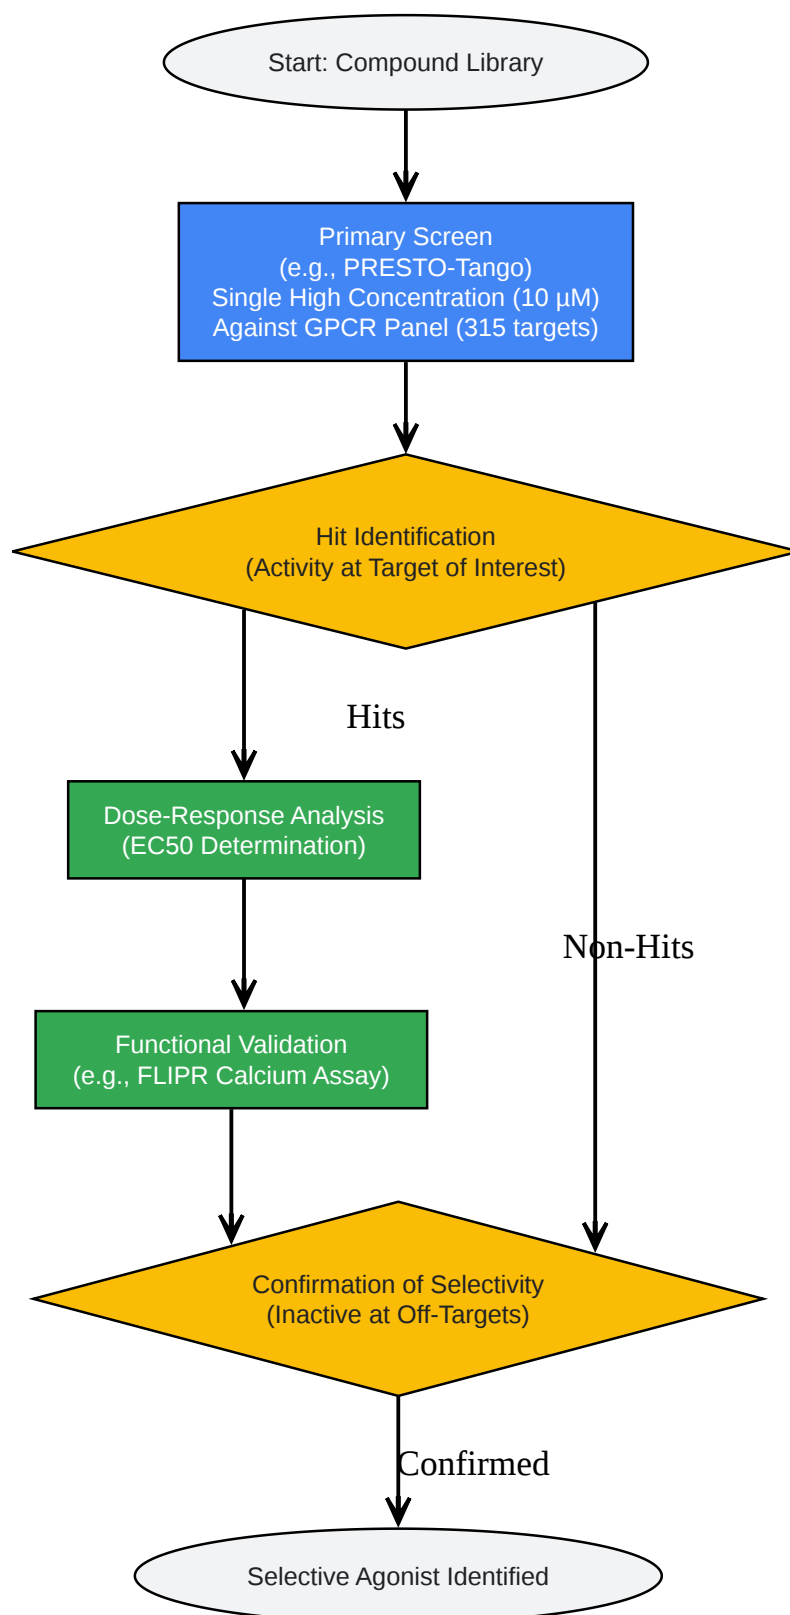 Start: Compound Library
Primary Screen
(e.g., PRESTO-Tango)
Single High Concentration (10 µM)
Against GPCR Panel (315 targets)
Hit Identification
(Activity at Target of Interest)
Hits
Dose-Response Analysis
(EC50 Determination)
Non-Hits
Functional Validation
(e.g., FLIPR Calcium Assay)
Confirmation of Selectivity
(Inactive at Off-Targets)
Confirmed
Selective Agonist Identified